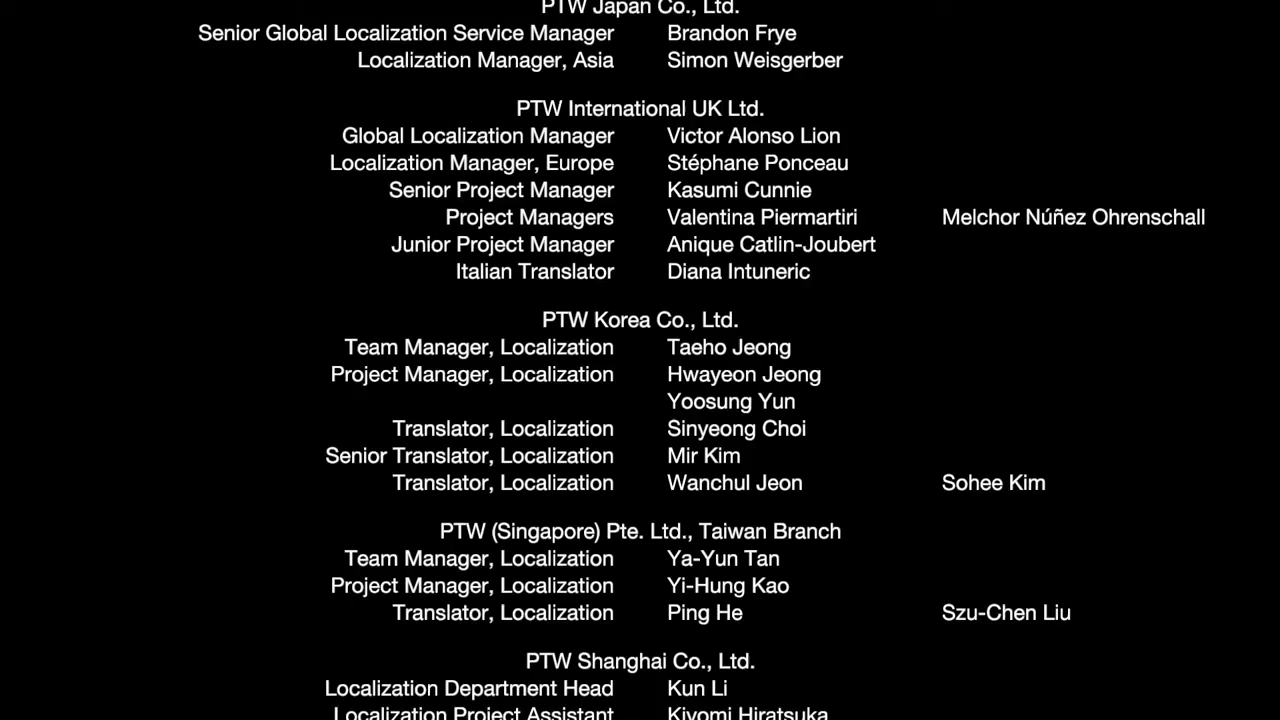 PTW Japan Co., Ltd.
Senior Global Localization Service Manager Brandon Frye
Localization Manager, Asia Simon Weisgerber
PTW International UK Ltd.
Global Localization Manager Victor Alonso Lion
Localization Manager, Europe Stéphane Ponceau
Senior Project Manager Kasumi Cunnie
Project Managers Valentina Piermartiri Melchor Núñez Ohrenschall
Junior Project Manager Anique Catlin-Joubert
Italian Translator Diana Intuneric
PTW Korea Co., Ltd.
Team Manager, Localization Taeho Jeong
Project Manager, Localization Hwayeon Jeong
Yoosung Yun
Translator, Localization Sinyeong Choi
Senior Translator, Localization Mir Kim
Translator, Localization Wanchul Jeon Sohee Kim
PTW (Singapore) Pte. Ltd., Taiwan Branch
Team Manager, Localization Ya-Yun Tan
Project Manager, Localization Yi-Hung Kao
Translator, Localization Ping He Szu-Chen Liu
PTW Shanghai Co., Ltd.
Localization Department Head Kun Li
Localization Project Assistant Kiyomi Hiratsuka